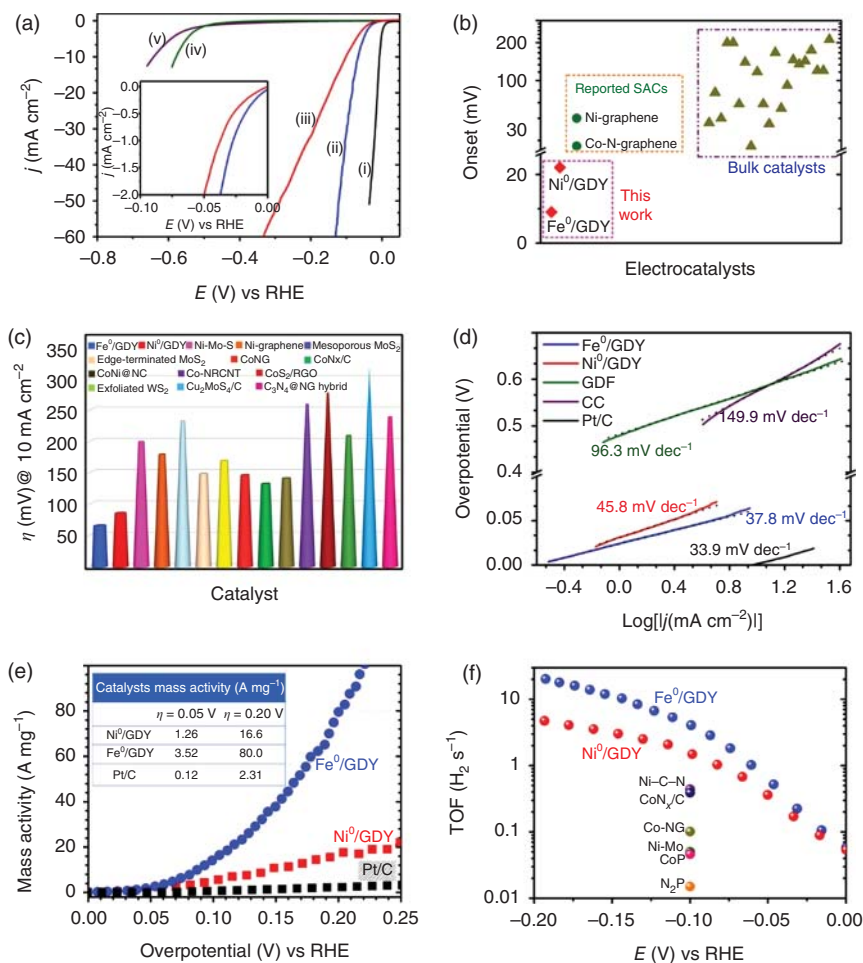 (a)
0
–10
–20
–30
–40
–50
–60
j (mA cm⁻²)
(v)
(iv)
(iii)
(ii)
(i)
0.0
–0.5
–1.0
–1.5
–2.0
j (mA cm⁻²)
–0.10
–0.05
0.00
E (V) vs RHE
–0.8
–0.6
–0.4
–0.2
0.0
E (V) vs RHE
(b)
200
100
30
20
0
Onset (mV)
Reported SACs
Ni-graphene
Co-N-graphene
Bulk catalysts
Ni⁰/GDY
Fe⁰/GDY
This
work
Electrocatalysts
(c)
350
300
250
200
150
100
50
η (mV) @ 10 mA cm⁻²
Fe⁰/GDY Ni⁰/GDY Ni-Mo-S Ni-graphene Mesoporous MoS₂
Edge-terminated MoS₂ CoNG CoNx/C
CoNi@NC Co-NRCNT CoS₂/RGO
Exfoliated WS₂ Cu₂MoS₄/C C₃N₄@NG hybrid
Catalyst
(d)
Fe⁰/GDY
Ni⁰/GDY
GDF
CC
Pt/C
0.6
0.5
0.4
0.05
0.00
Overpotential (V)
149.9 mV dec⁻¹
96.3 mV dec⁻¹
45.8 mV dec⁻¹
37.8 mV dec⁻¹
33.9 mV dec⁻¹
–0.4
0.0
0.6
1.2
1.6
Log[|j(mA cm⁻²)|]
(e)
80
60
40
20
0
Mass activity (A mg⁻¹)
Catalysts mass activity (A mg⁻¹)
η = 0.05 V η = 0.20 V
Ni⁰/GDY 1.26 16.6
Fe⁰/GDY 3.52 80.0
Pt/C 0.12 2.31
Fe⁰/GDY
Ni⁰/GDY
Pt/C
0.00
0.05
0.10
0.15
0.20
0.25
Overpotential (V) vs RHE
(f)
10
1
0.1
0.01
TOF (H₂ s⁻¹)
Fe⁰/GDY
Ni⁰/GDY
Ni–C–N
CoNₓ/C
Co-NG
Ni-Mo
CoP
N₂P
–0.20
–0.15
–0.10
–0.05
0.00
E (V) vs RHE